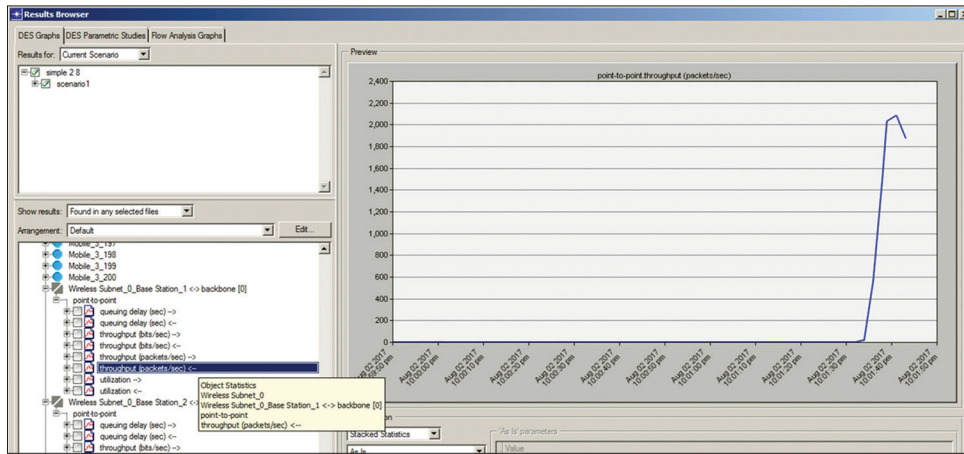 Results Browser
DES Graphs DES Parametric Studies Flow Analysis Graphs
Results for: Current Scenario
simple 2 8
scenario1
Show results: Found in any selected files
Arrangement: Default Edit...
Mobile_3_197
Mobile_3_198
Mobile_3_199
Mobile_3_200
Wireless Subnet_0_Base Station_1 <-> backbone [0]
point-to-point
queuing delay (sec) -->
queuing delay (sec) <--
throughput (bits/sec) -->
throughput (bits/sec) <--
throughput (packets/sec) -->
throughput (packets/sec) <--
utilization -->
utilization <--
Wireless Subnet_0_Base Station_2 <->
point-to-point
queuing delay (sec) -->
queuing delay (sec) <--
throughput (bits/sec) -->
Object Statistics
Wireless Subnet_0
Wireless Subnet_0_Base Station_1 <-> backbone [0]
point-to-point
throughput (packets/sec) <--
Preview
point-to-point.throughput (packets/sec)
2,400
2,200
2,000
1,800
1,600
1,400
1,200
1,000
800
600
400
200
0
Aug 02 2017
9:59:50 pm
Aug 02 2017
10:00:00 pm
Aug 02 2017
10:00:10 pm
Aug 02 2017
10:00:20 pm
Aug 02 2017
10:00:30 pm
Aug 02 2017
10:00:40 pm
Aug 02 2017
10:00:50 pm
Aug 02 2017
10:01:00 pm
Aug 02 2017
10:01:10 pm
Aug 02 2017
10:01:20 pm
Aug 02 2017
10:01:30 pm
Aug 02 2017
10:01:40 pm
Aug 02 2017
10:01:50 pm
Stacked Statistics
'As Is' parameters
As Is
Value